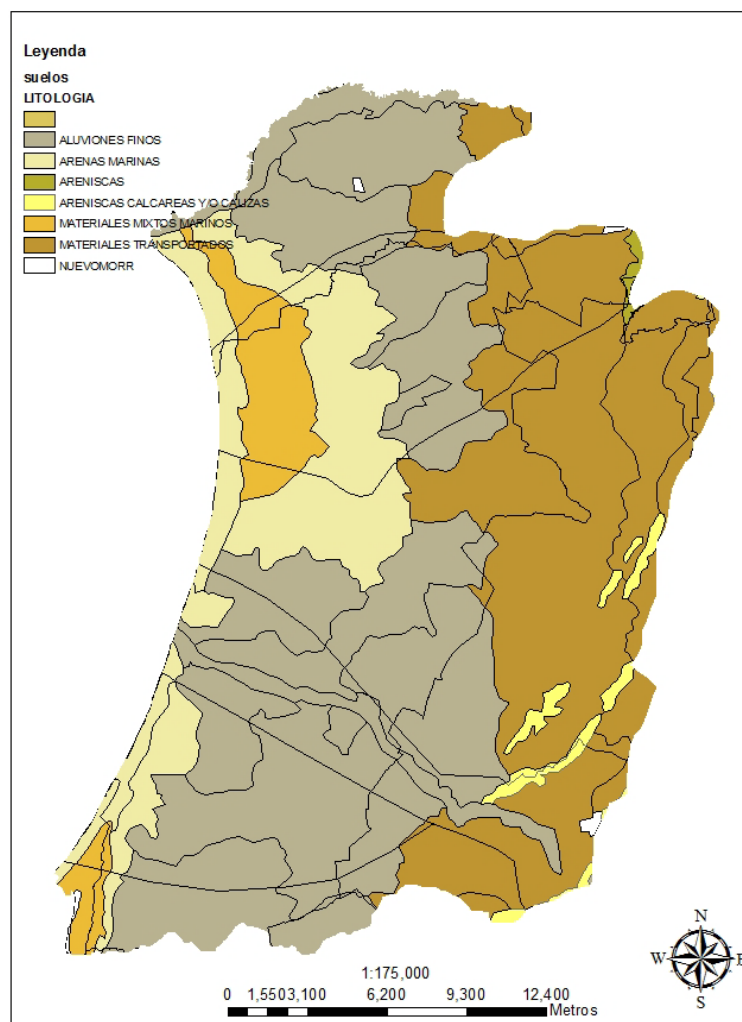 Leyenda
suelos
LITOLOGIA
ALUVIONES FINOS
ARENAS MARINAS
ARENISCAS
ARENISCAS CALCAREAS Y/O CALIZAS
MATERIALES MIXTOS MARINOS
MATERIALES TRANSPORTADOS
NUEVOMORR
N
W E
S
1:175,000
0 1,550 3,100 6,200 9,300 12,400
Metros